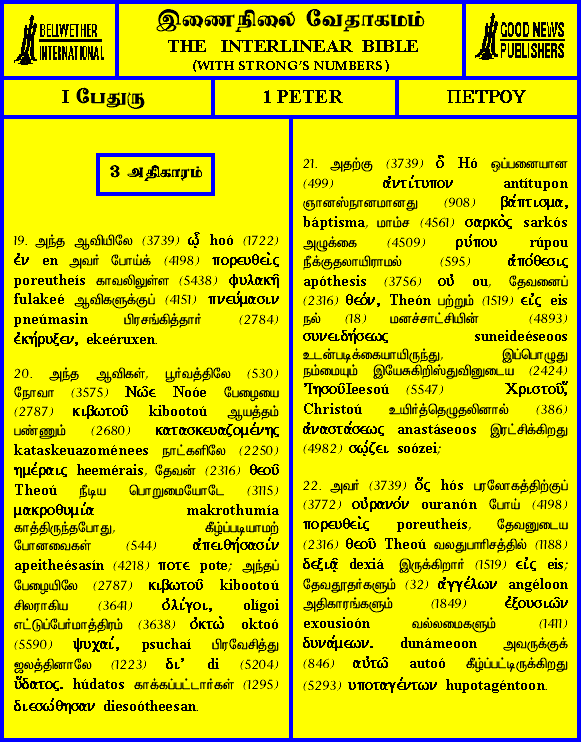 BELLWETHER
INTERNATIONAL
இணைநிலை வேதாகமம்
THE INTERLINEAR BIBLE
(WITH STRONG'S NUMBERS)
GOOD NEWS
PUBLISHERS
I பேதுரு
1 PETER
ΠΕΤΡΟΥ
3 அதிகாரம்
19. அந்த ஆவியிலே (3739) ᾧ hoó (1722)
ἐν en அவர் போய்க் (4198) πορευθεὶς
poreutheís காவலிலுள்ள (5438) φυλακῆ
fulakeé ஆவிகளுக்குப் (4151) πνεύμασιν
pneúmasin பிரசங்கித்தார் (2784)
ἐκήρυξεν, ekeéruxen.
20. அந்த ஆவிகள், பூர்வத்திலே (530)
நோவா (3575) Νῶε Noóe பேழையை
(2787) κιβωτοῦ kibootoú ஆயத்தம்
பண்ணும் (2680) κατασκευαζομένης
kataskeuazoménees நாட்களிலே (2250)
ἡμέραις heemérais, தேவன் (2316) θεοῦ
Theoú நீடிய பொறுமையோடே (3115)
μακροθυμία makrothumía
காத்திருந்தபோது, கீழ்ப்படியாமற்
போனவைகள் (544) ἀπειθήσασίν
apeitheésasín (4218) ποτε pote; அந்தப்
பேழையிலே (2787) κιβωτοῦ kibootoú
சிலராகிய (3641) ὀλίγοι, olígoi
எட்டுப்பேர்மாத்திரம் (3638) ὀκτὼ oktoó
(5590) ψυχαί, psuchaí பிரவேசித்து
ஜலத்தினாலே (1223) δι' di (5204)
ὕδατος. húdatos காக்கப்பட்டார்கள் (1295)
διεσώθησαν diesoótheesan.
21. அதற்கு (3739) ὃ Hó ஒப்பனையான
(499) ἀντίτυπον antítupon
ஞானஸ்நானமானது (908) βάπτισμα,
báptisma, மாம்ச (4561) σαρκὸς sarkós
அழுக்கை (4509) ρύπου rúpou
நீக்குதலாயிராமல் (595) ἀπόθεσις
apóthesis (3756) οὐ ou, தேவனைப்
(2316) θεόν, Theón பற்றும் (1519) εἰς eis
நல் (18) மனச்சாட்சியின் (4893)
συνειδήσεως suneideéseoos
உடன்படிக்கையாயிருந்து, இப்பொழுது
நம்மையும் இயேசுகிறிஸ்துவினுடைய (2424)
Ἰησοῦ Ieesoú (5547) Χριστοῦ,
Christoú உயிர்த்தெழுதலினால் (386)
ἀναστάσεως anastáseoos இரட்சிக்கிறது
(4982) σῴζει soózei;
22. அவர் (3739) ὅς hós பரலோகத்திற்குப்
(3772) οὐρανόν ouranón போய் (4198)
πορευθεὶς poreutheís, தேவனுடைய
(2316) θεοῦ Theoú வலதுபாரிசத்தில் (1188)
δεξιᾷ dexiá இருக்கிறார் (1519) εἰς eis;
தேவதூதர்களும் (32) ἀγγέλων angéloon
அதிகாரங்களும் (1849) ἐξουσιῶν
exousioón வல்லமைகளும் (1411)
δυνάμεων. dunámeoon அவருக்குக்
(846) αὐτῶ autoó கீழ்ப்பட்டிருக்கிறது
(5293) υποταγέντων hupotagéntoon.